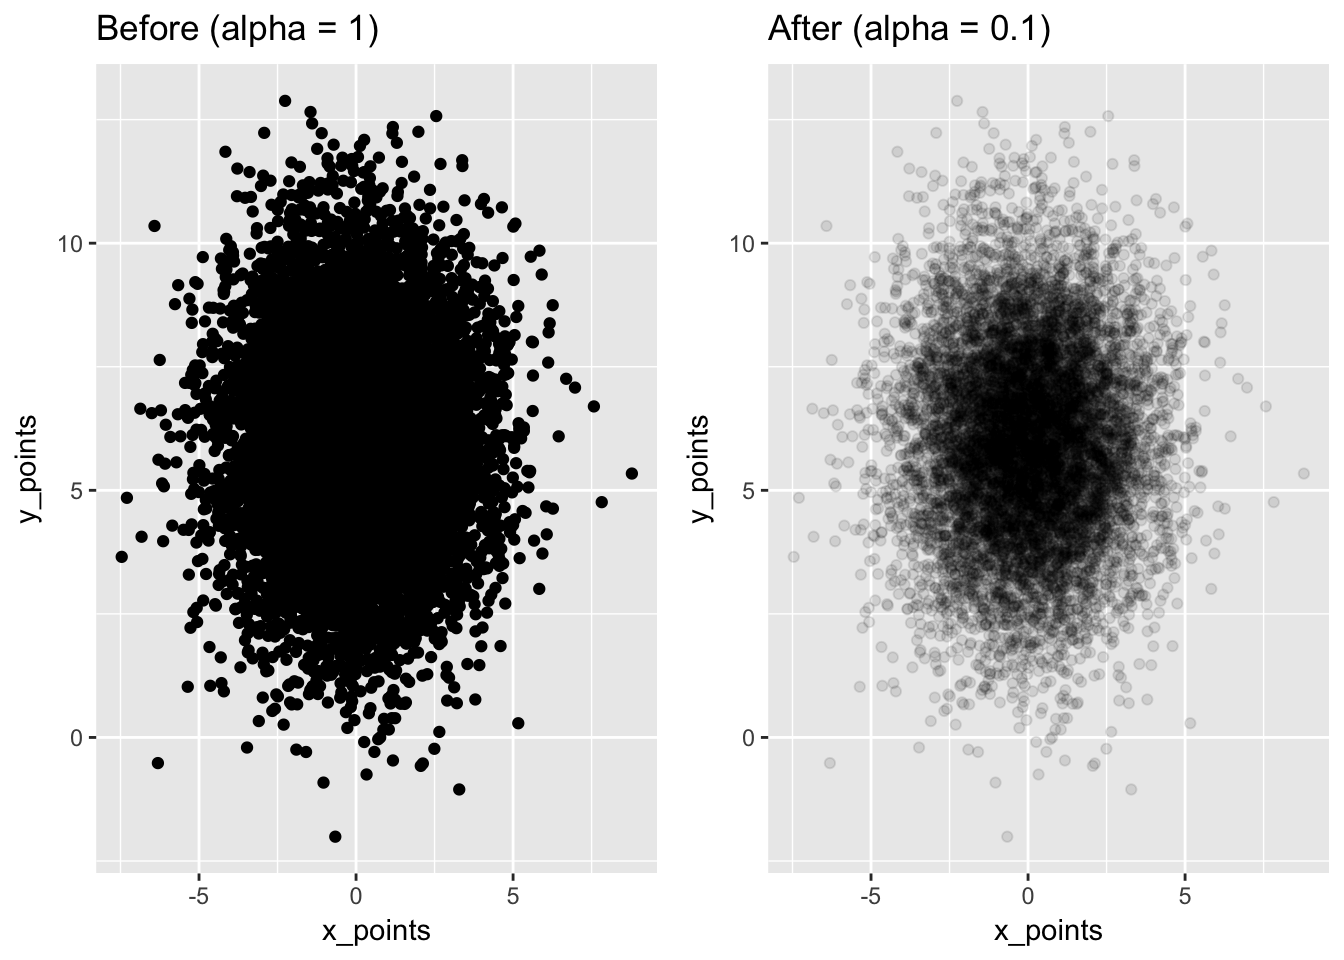 Before (alpha = 1)
y_points
10
5
0
-5 0 5
x_points
After (alpha = 0.1)
y_points
10
5
0
-5 0 5
x_points